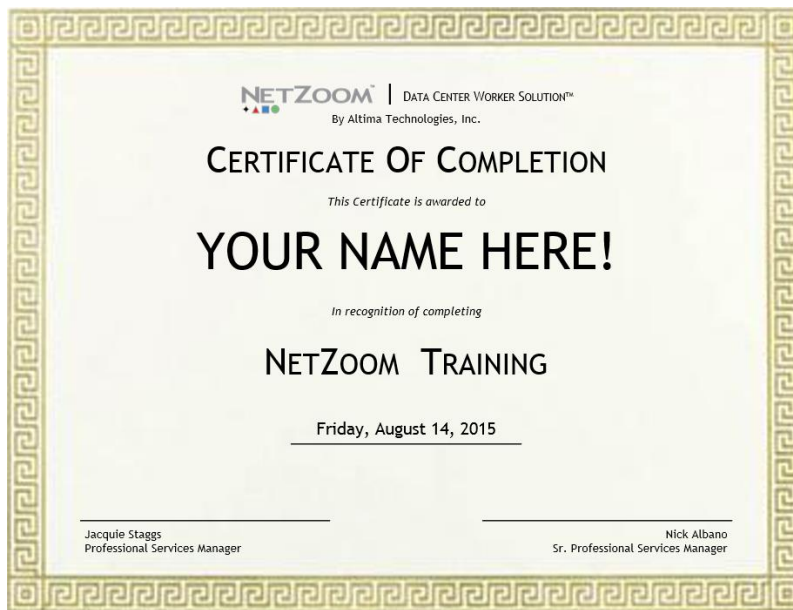 NETZOOM™ | DATA CENTER WORKER SOLUTION™
By Altima Technologies, Inc.
CERTIFICATE OF COMPLETION
This Certificate is awarded to
YOUR NAME HERE!
In recognition of completing
NETZOOM TRAINING
Friday, August 14, 2015
Jacquie Staggs
Professional Services Manager
Nick Albano
Sr. Professional Services Manager